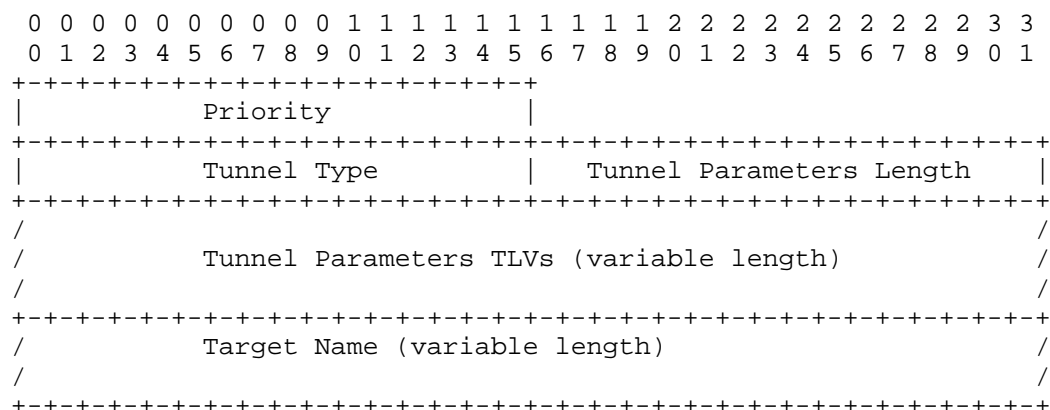 0 0 0 0 0 0 0 0 0 0 1 1 1 1 1 1 1 1 1 1 2 2 2 2 2 2 2 2 2 2 3 3
 0 1 2 3 4 5 6 7 8 9 0 1 2 3 4 5 6 7 8 9 0 1 2 3 4 5 6 7 8 9 0 1
+-+-+-+-+-+-+-+-+-+-+-+-+-+-+-+-+
|           Priority            |
+-+-+-+-+-+-+-+-+-+-+-+-+-+-+-+-+-+-+-+-+-+-+-+-+-+-+-+-+-+-+-+-+
|           Tunnel Type         |   Tunnel Parameters Length    |
+-+-+-+-+-+-+-+-+-+-+-+-+-+-+-+-+-+-+-+-+-+-+-+-+-+-+-+-+-+-+-+-+
/                                                               /
/           Tunnel Parameters TLVs (variable length)            /
/                                                               /
+-+-+-+-+-+-+-+-+-+-+-+-+-+-+-+-+-+-+-+-+-+-+-+-+-+-+-+-+-+-+-+-+
/           Target Name (variable length)                       /
/                                                               /
+-+-+-+-+-+-+-+-+-+-+-+-+-+-+-+-+-+-+-+-+-+-+-+-+-+-+-+-+-+-+-+-+